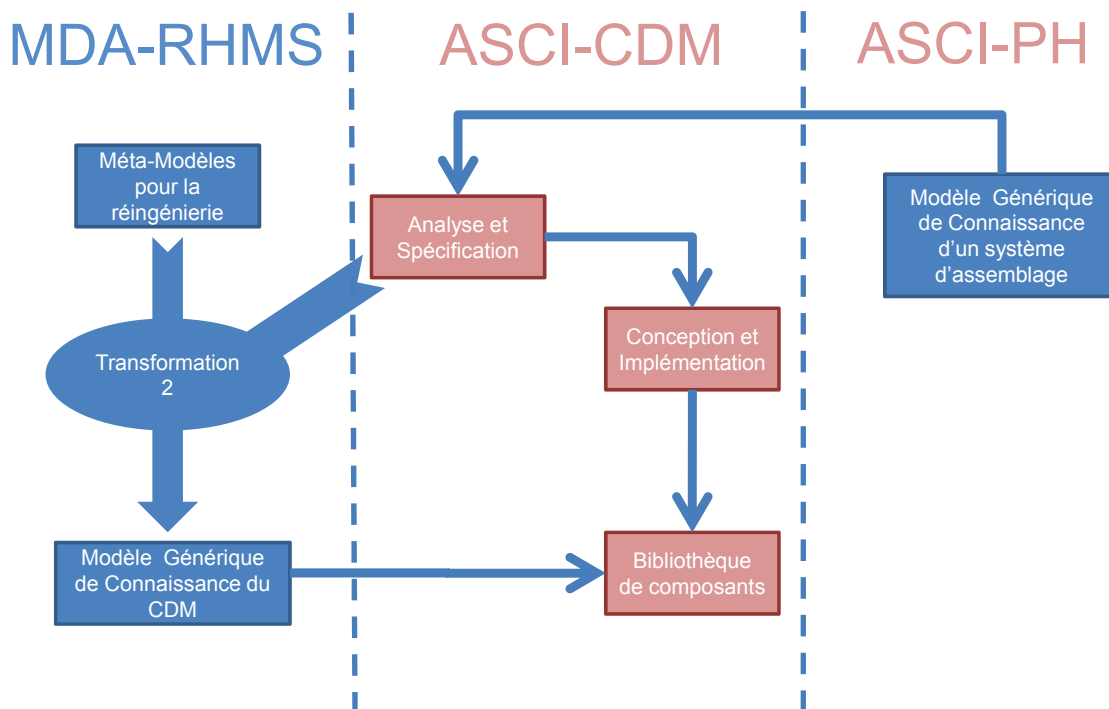 MDA-RHMS
ASCI-CDM
ASCI-PH
Méta-Modèles
pour la
réingénierie
Analyse et
Spécification
Modèle Générique
de Connaissance
d'un système
d'assemblage
Transformation
2
Conception et
Implémentation
Modèle Générique
de Connaissance du
CDM
Bibliothèque
de composants